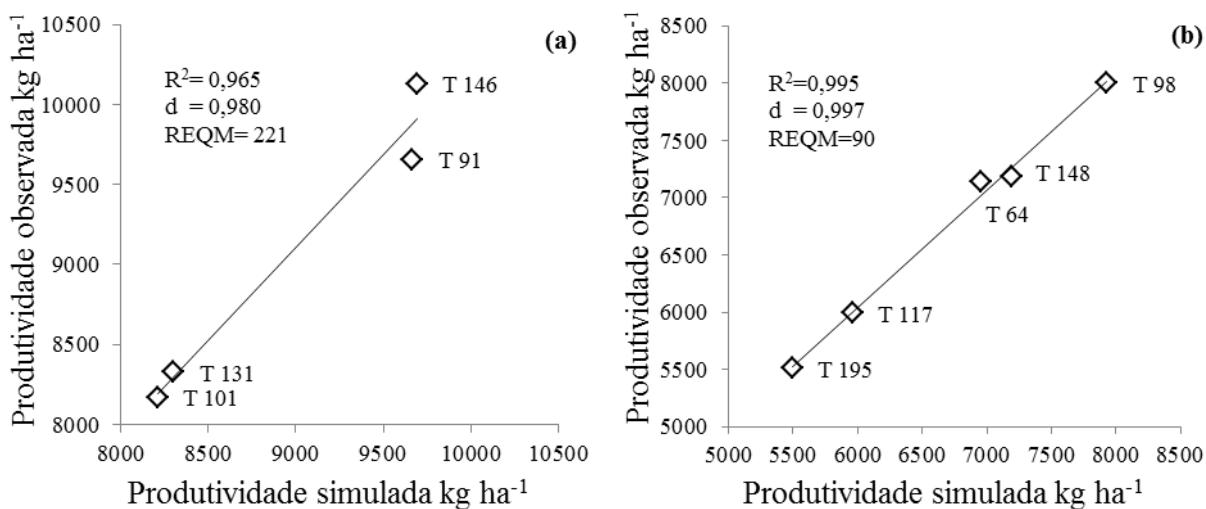 (a)
R²= 0,965
d = 0,980
REQM= 221
T 146
T 91
T 131
T 101
Produtividade observada kg ha⁻¹
10500
10000
9500
9000
8500
8000
8000 8500 9000 9500 10000 10500
Produtividade simulada kg ha⁻¹
(b)
R²=0,995
d = 0,997
REQM=90
T 98
T 148
T 64
T 117
T 195
Produtividade observada kg ha⁻¹
8500
8000
7500
7000
6500
6000
5500
5000
5000 5500 6000 6500 7000 7500 8000 8500
Produtividade simulada kg ha⁻¹